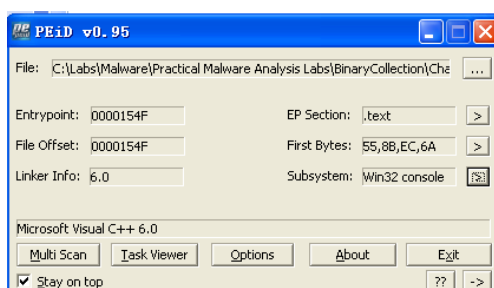 PEiD v0.95
File: C:\Labs\Malware\Practical Malware Analysis Labs\BinaryCollection\Cha ...
Entrypoint: 0000154F EP Section: .text >
File Offset: 0000154F First Bytes: 55,8B,EC,6A >
Linker Info: 6.0 Subsystem: Win32 console >
Microsoft Visual C++ 6.0
Multi Scan Task Viewer Options About Exit
Stay on top ?? ->